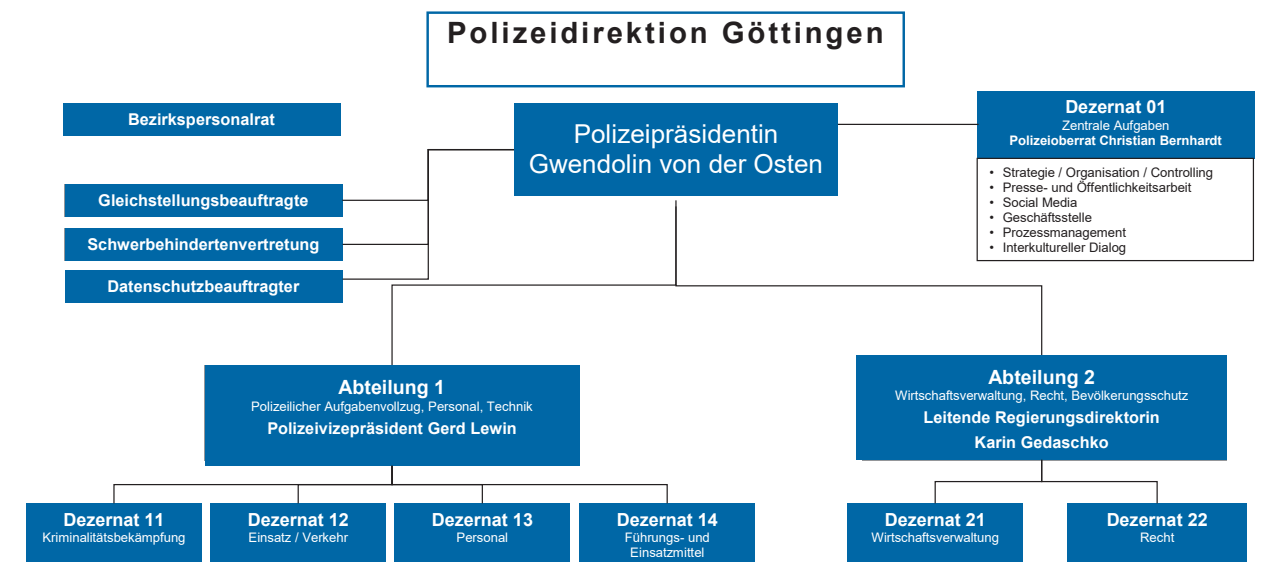 Polizeidirektion Göttingen
Bezirkspersonalrat
Polizeipräsidentin
Gwendolin von der Osten
Dezernat 01
Zentrale Aufgaben
Polizeioberrat Christian Bernhardt
• Strategie / Organisation / Controlling
• Presse- und Öffentlichkeitsarbeit
• Social Media
• Geschäftsstelle
• Prozessmanagement
• Interkultureller Dialog
Gleichstellungsbeauftragte
Schwerbehindertenvertretung
Datenschutzbeauftragter
Abteilung 1
Polizeilicher Aufgabenvollzug, Personal, Technik
Polizeivizepräsident Gerd Lewin
Abteilung 2
Wirtschaftsverwaltung, Recht, Bevölkerungsschutz
Leitende Regierungsdirektorin
Karin Gedaschko
Dezernat 11
Kriminalitätsbekämpfung
Dezernat 12
Einsatz / Verkehr
Dezernat 13
Personal
Dezernat 14
Führungs- und
Einsatzmittel
Dezernat 21
Wirtschaftsverwaltung
Dezernat 22
Recht